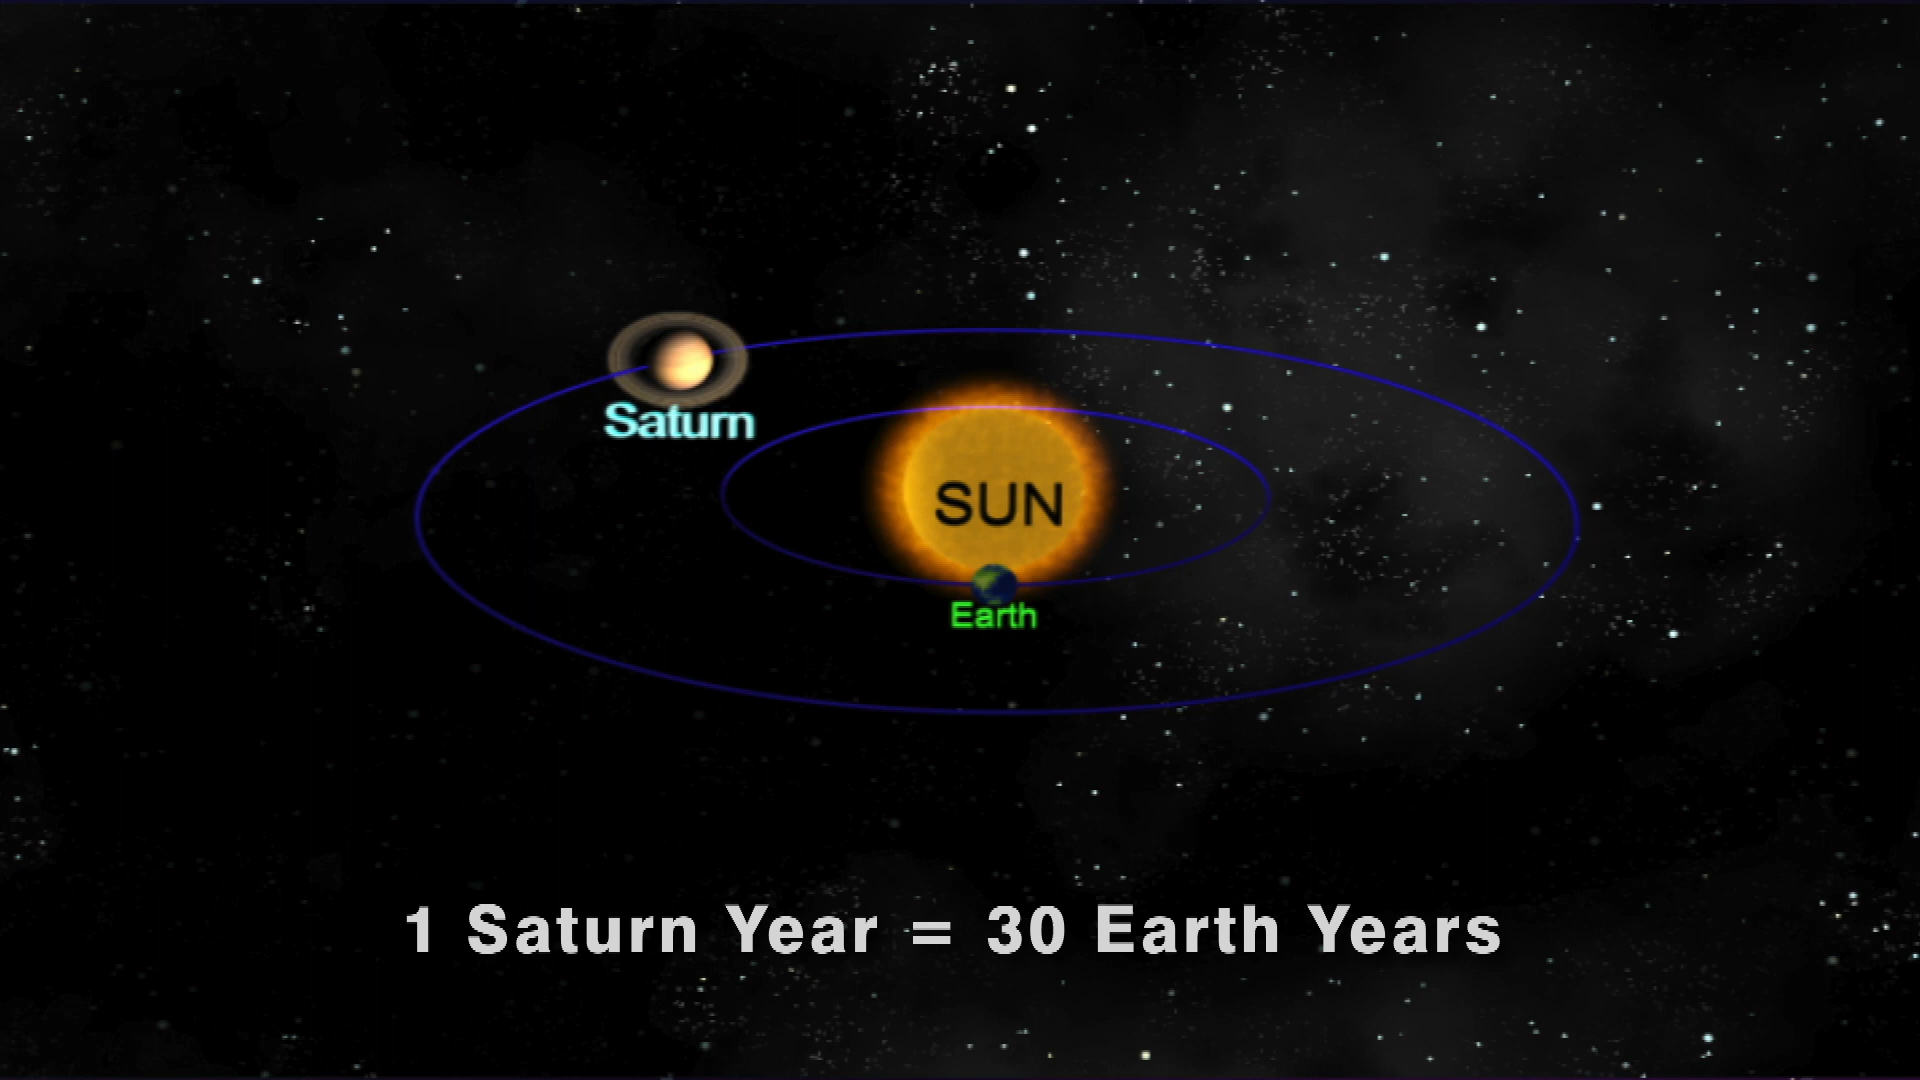 Saturn
SUN
Earth
1 Saturn Year = 30 Earth Years